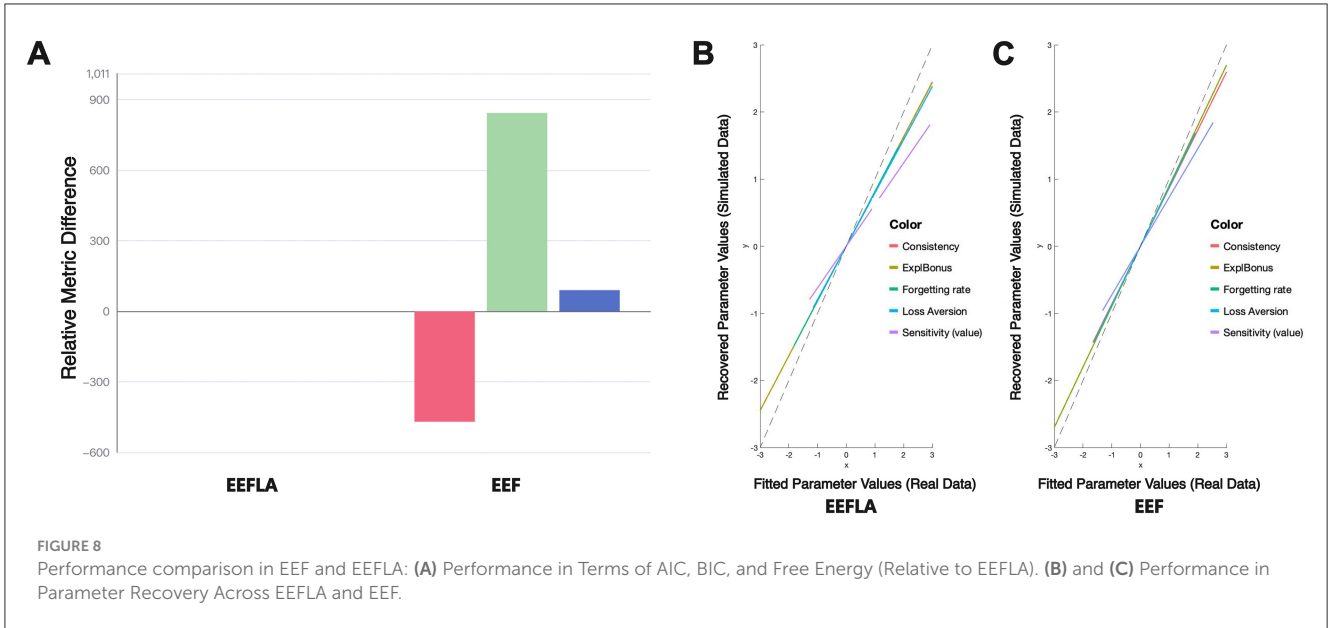 A
Relative Metric Difference
1,011
900
600
300
0
−300
−600
EEFLA
EEF
B
Recovered Parameter Values (Simulated Data)
y
3
2
1
0
-1
-2
-3
-3 -2 -1 0 1 2 3
x
Fitted Parameter Values (Real Data)
EEFLA
Color
Consistency
ExplBonus
Forgetting rate
Loss Aversion
Sensitivity (value)
C
Recovered Parameter Values (Simulated Data)
y
3
2
1
0
-1
-2
-3
-3 -2 -1 0 1 2 3
x
Fitted Parameter Values (Real Data)
EEF
Color
Consistency
ExplBonus
Forgetting rate
Loss Aversion
Sensitivity (value)
FIGURE 8
Performance comparison in EEF and EEFLA: (A) Performance in Terms of AIC, BIC, and Free Energy (Relative to EEFLA). (B) and (C) Performance in
Parameter Recovery Across EEFLA and EEF.